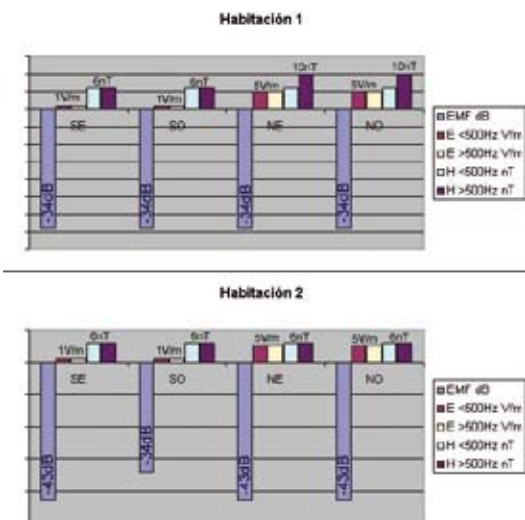 Habitación 1
1V/m 6nT 1V/m 6nT 5V/m 10nT 5V/m 10nT
SE SO NE NO
-34dB -34dB -34dB -34dB
EMF dB
E <500Hz V/m
E >500Hz V/m
H <500Hz nT
H >500Hz nT
Habitación 2
1V/m 6nT 1V/m 6nT 5V/m 6nT 5V/m 6nT
SE SO NE NO
-43dB -34dB -43dB -43dB
EMF dB
E <500Hz V/m
E >500Hz V/m
H <500Hz nT
H >500Hz nT